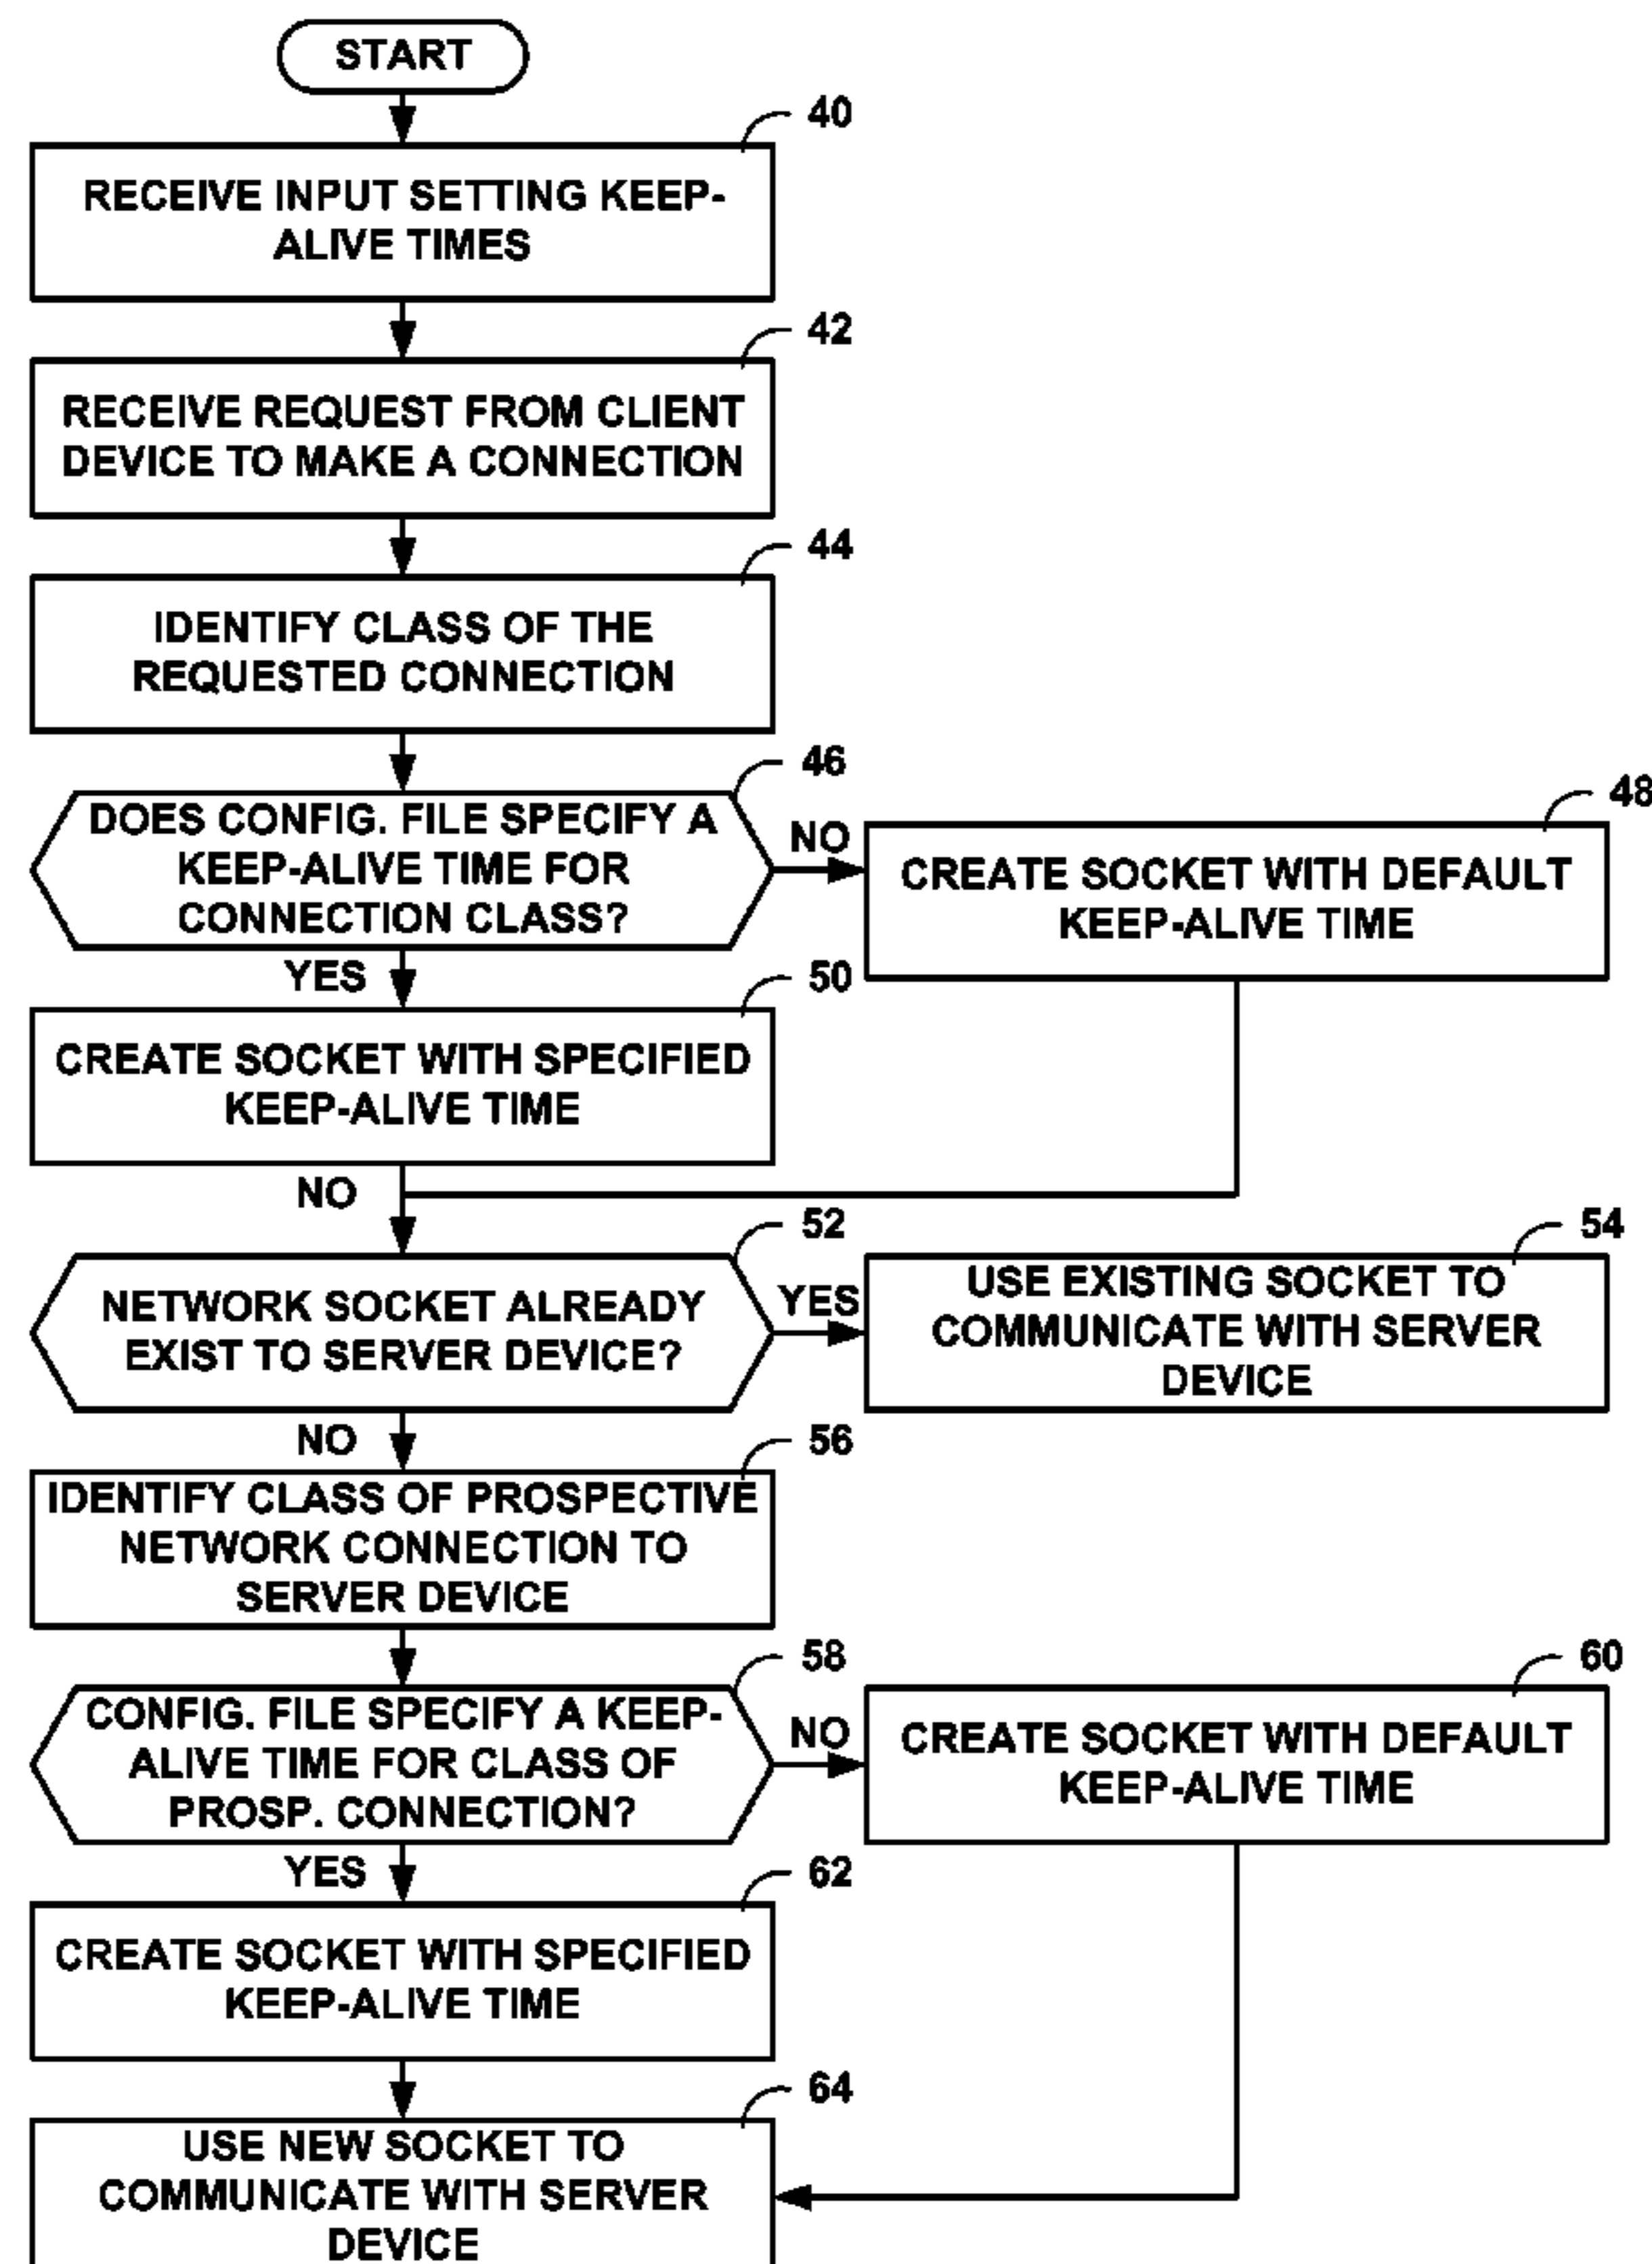 START
40
RECEIVE INPUT SETTING KEEP-
ALIVE TIMES
42
RECEIVE REQUEST FROM CLIENT
DEVICE TO MAKE A CONNECTION
44
IDENTIFY CLASS OF THE
REQUESTED CONNECTION
46
DOES CONFIG. FILE SPECIFY A
KEEP-ALIVE TIME FOR
CONNECTION CLASS?
NO
48
CREATE SOCKET WITH DEFAULT
KEEP-ALIVE TIME
YES
50
CREATE SOCKET WITH SPECIFIED
KEEP-ALIVE TIME
NO
52
NETWORK SOCKET ALREADY
EXIST TO SERVER DEVICE?
YES
54
USE EXISTING SOCKET TO
COMMUNICATE WITH SERVER
DEVICE
NO
56
IDENTIFY CLASS OF PROSPECTIVE
NETWORK CONNECTION TO
SERVER DEVICE
58
CONFIG. FILE SPECIFY A KEEP-
ALIVE TIME FOR CLASS OF
PROSP. CONNECTION?
NO
60
CREATE SOCKET WITH DEFAULT
KEEP-ALIVE TIME
YES
62
CREATE SOCKET WITH SPECIFIED
KEEP-ALIVE TIME
64
USE NEW SOCKET TO
COMMUNICATE WITH SERVER
DEVICE